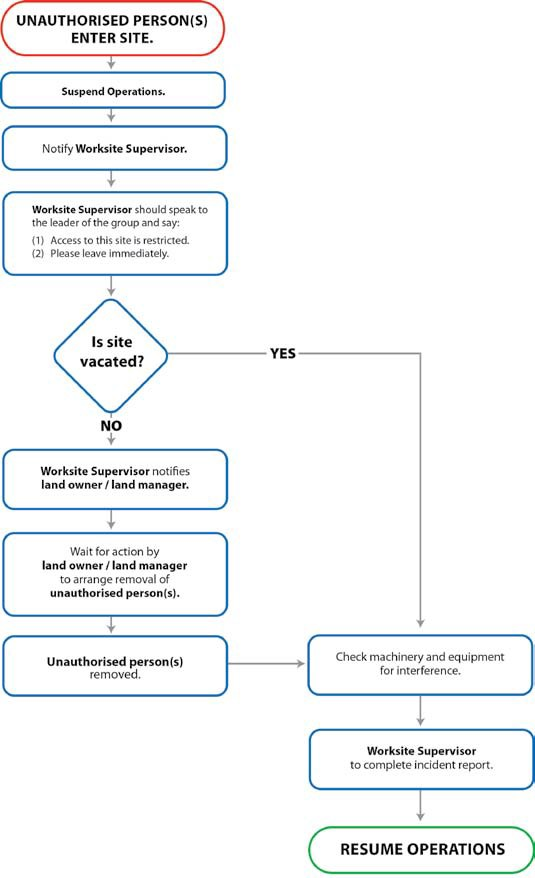 UNAUTHORISED PERSON(S)
ENTER SITE.
Suspend Operations.
Notify Worksite Supervisor.
Worksite Supervisor should speak to
the leader of the group and say:
(1) Access to this site is restricted.
(2) Please leave immediately.
Is site
vacated?
YES
NO
Worksite Supervisor notifies
land owner / land manager.
Wait for action by
land owner / land manager
to arrange removal of
unauthorised person(s).
Unauthorised person(s)
removed.
Check machinery and equipment
for interference.
Worksite Supervisor
to complete incident report.
RESUME OPERATIONS